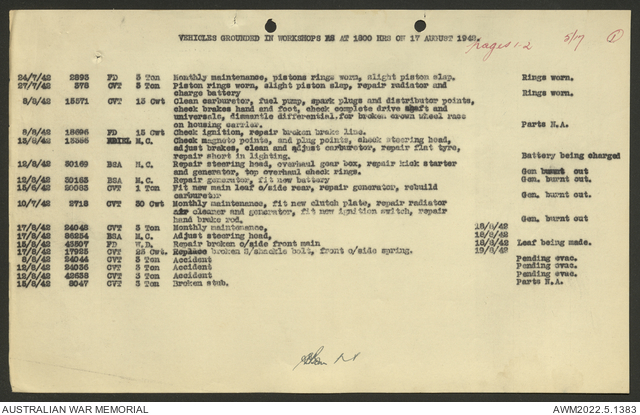 VEHICLES GROUNDED IN WORKSHOPS AS AT 1800 HRS ON 17 AUGUST 1942.
pages 1-2 5/17 1
24/7/42 2893 FD 3 Ton Monthly maintenance, pistons rings worn, slight piston slap. Rings worn.
27/7/42 578 CVT 3 Ton Piston rings worn, slight piston slap, repair radiator and
charge battery Rings worn.
8/8/42 15571 CVT 15 Cwt Clean carburetor, fuel pump, spark plugs and distributor points,
check brakes hand and foot, check complete drive shaft and
universals, dismantle differential, for broken crown wheel race
on housing carrier. Parts N.A.
8/8/42 18696 FD 15 Cwt Check ignition, repair broken brake line.
13/8/42 M.C. Check magneto points, and plug points, shock steering head,
adjust brakes, clean and adjust carburetor, repair flat tyre,
repair short in lighting. Battery being charged
12/8/42 30169 BSA M.C. Repair steering head, overhaul gear box, repair kick starter
and generator, top overhaul check rings. Gen burnt out
12/8/42 30163 BSA M.C. Repair generator, fit new battery Gen. burnt out.
15/6/42 20083 CVT 1 Ton Fit new main leaf o/side rear, repair generator, rebuild
carburetor Gen. burnt out.
10/7/42 2718 CVT 30 Cwt Monthly maintenance, fit new clutch plate, repair radiator
air cleaner and generator, fit new ignition switch, repair
hand brake rod. Gen. burnt out
17/8/42 24048 CVT 3 Ton Monthly maintenance, 18/8/42
17/8/42 36254 BSA M.C. Adjust steering head, 18/8/42
15/8/42 45507 FD W.D. Repair broken o/side front main 18/8/42 Leaf being made.
17/8/42 17925 CVT 25 Cwt. Replace broken S/shackle bolt, front o/side spring. 19/8/42
8/8/42 24044 CVT 3 Ton Accident Pending evac.
12/8/42 24036 CVT 3 Ton Accident Pending evac.
12/8/42 42638 CVT 3 Ton Accident Pending evac.
15/8/42 8047 CVT 3 Ton Broken stub. Parts N.A.
AUSTRALIAN WAR MEMORIAL AWM2022.5.1383